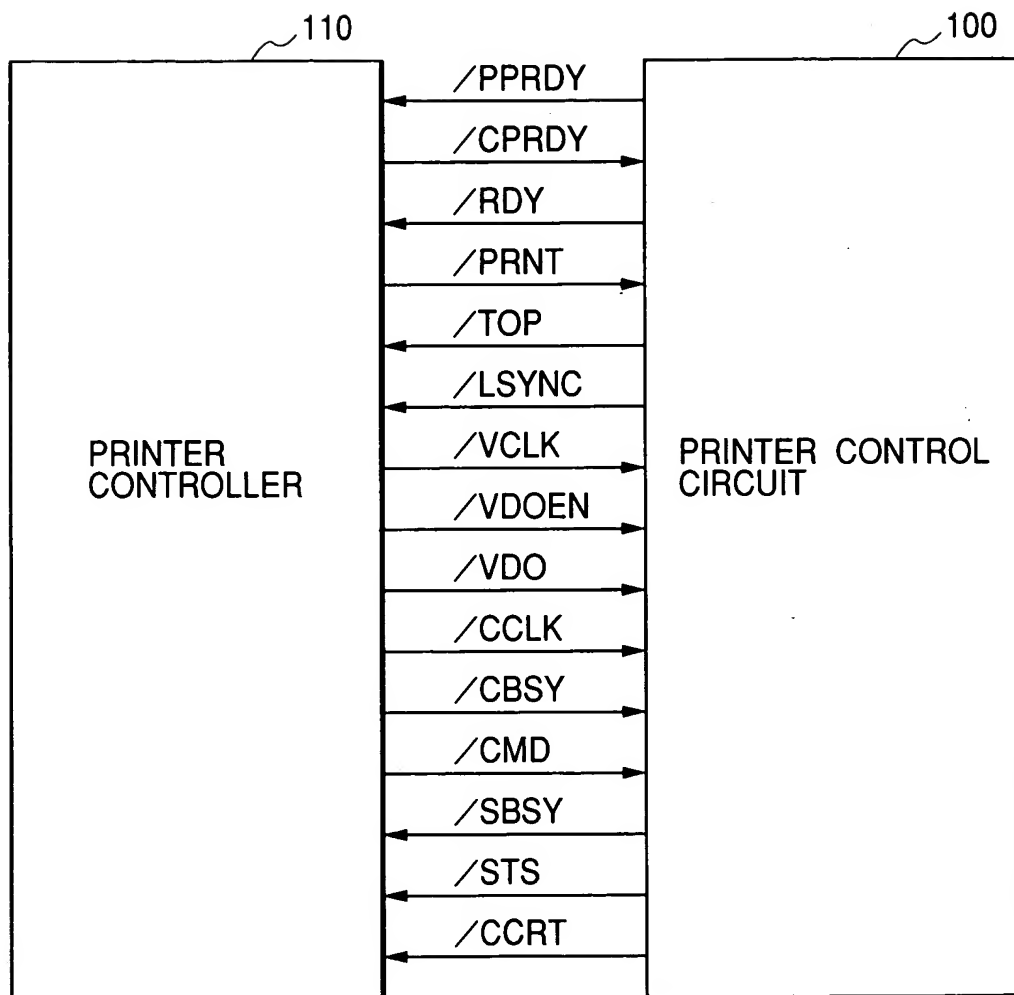 110
100
/PPRDY
/CPRDY
/RDY
/PRNT
/TOP
/LSYNC
/VCLK
/VDOEN
/VDO
/CCLK
/CBSY
/CMD
/SBSY
/STS
/CCRT
PRINTER
CONTROLLER
PRINTER CONTROL
CIRCUIT